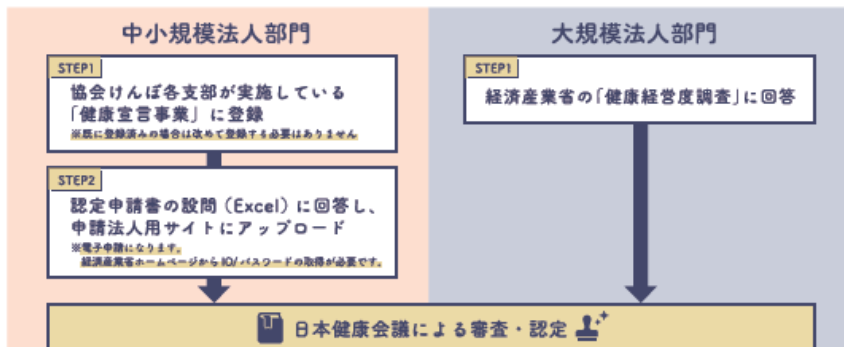 中小規模法人部門
STEP1
協会けんぽ各支部が実施している
「健康宣言事業」に登録
※既に登録済みの場合は改めて登録する必要はありません
STEP2
認定申請書の設問（Excel）に回答し、
申請法人用サイトにアップロード
※電子申請になります。
経済産業省ホームページからID/パスワードの取得が必要です。
大規模法人部門
STEP1
経済産業省の「健康経営度調査」に回答
日本健康会議による審査・認定